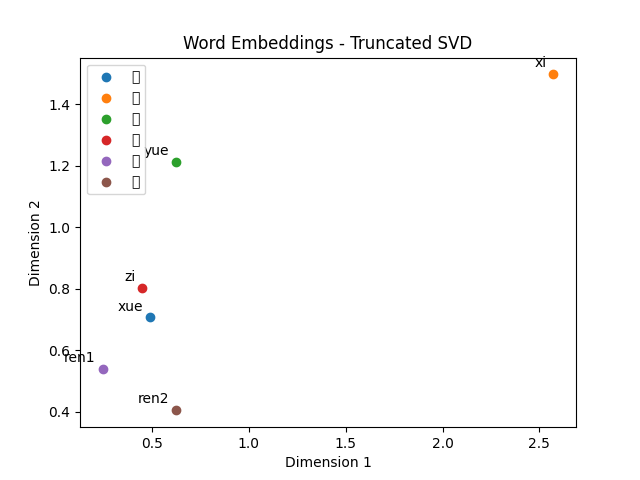 Word Embeddings - Truncated SVD
xi
yue
zi
xue
ren1
ren2
1.4
1.2
1.0
0.8
0.6
0.4
Dimension 2
0.5
1.0
1.5
2.0
2.5
Dimension 1